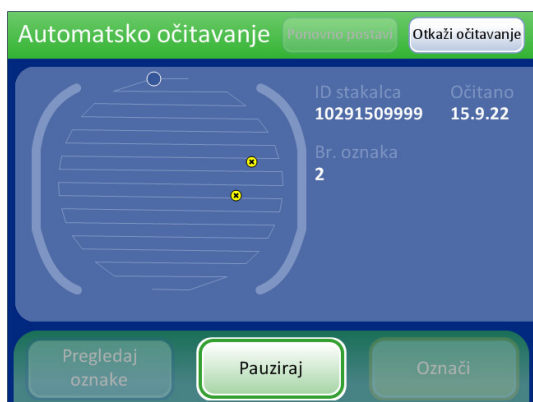 Automatsko očitavanje
Ponovno postavi
Otkaži očitavanje
ID stakalca
10291509999
Očitano
15.9.22
Br. oznaka
2
Pregledaj
oznake
Pauziraj
Označi